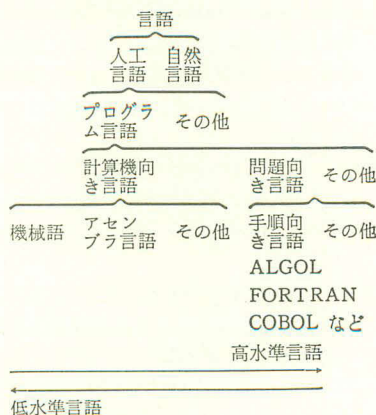 言語
人工 自然
言語 言語
プログラ
ム言語 その他
計算機向 問題向
き言語 き言語 その他
機械語 アセン その他 手順向 その他
ブラ言語 き言語
ALGOL
FORTRAN
COBOL など
高水準言語
低水準言語